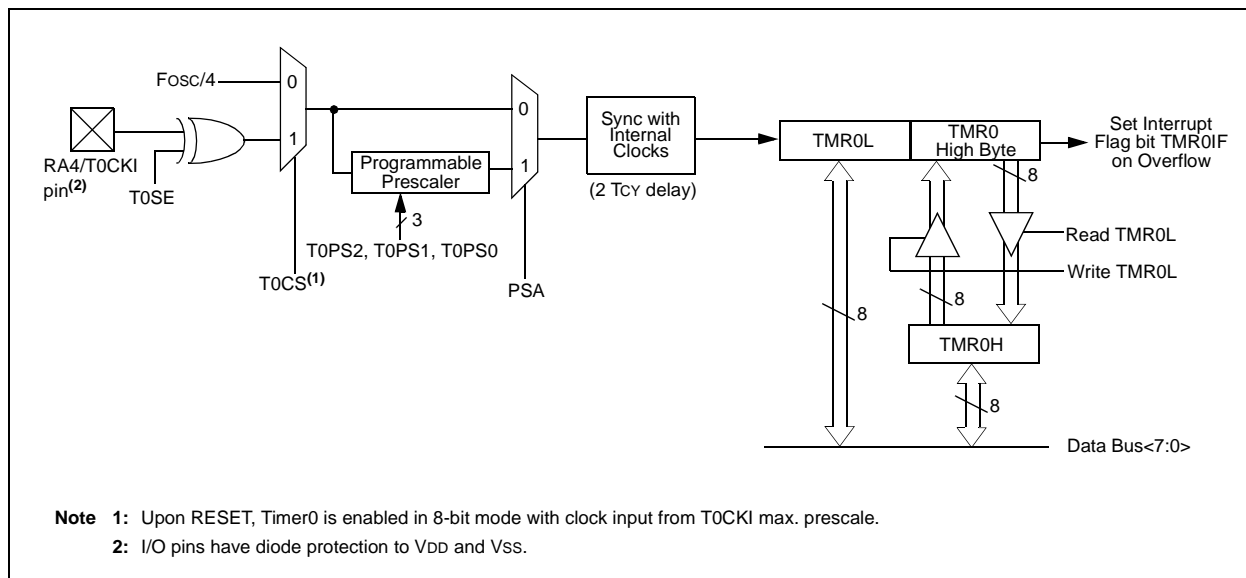 FOSC/4
0
1
RA4/T0CKI
pin(2)
T0SE
T0CS(1)
Programmable
Prescaler
3
T0PS2, T0PS1, T0PS0
0
1
PSA
Sync with
Internal
Clocks
(2 TCY delay)
TMR0L
TMR0
High Byte
Set Interrupt
Flag bit TMR0IF
on Overflow
8
Read TMR0L
Write TMR0L
8
8
TMR0H
8
Data Bus<7:0>
Note 1: Upon RESET, Timer0 is enabled in 8-bit mode with clock input from T0CKI max. prescale.
2: I/O pins have diode protection to VDD and VSS.